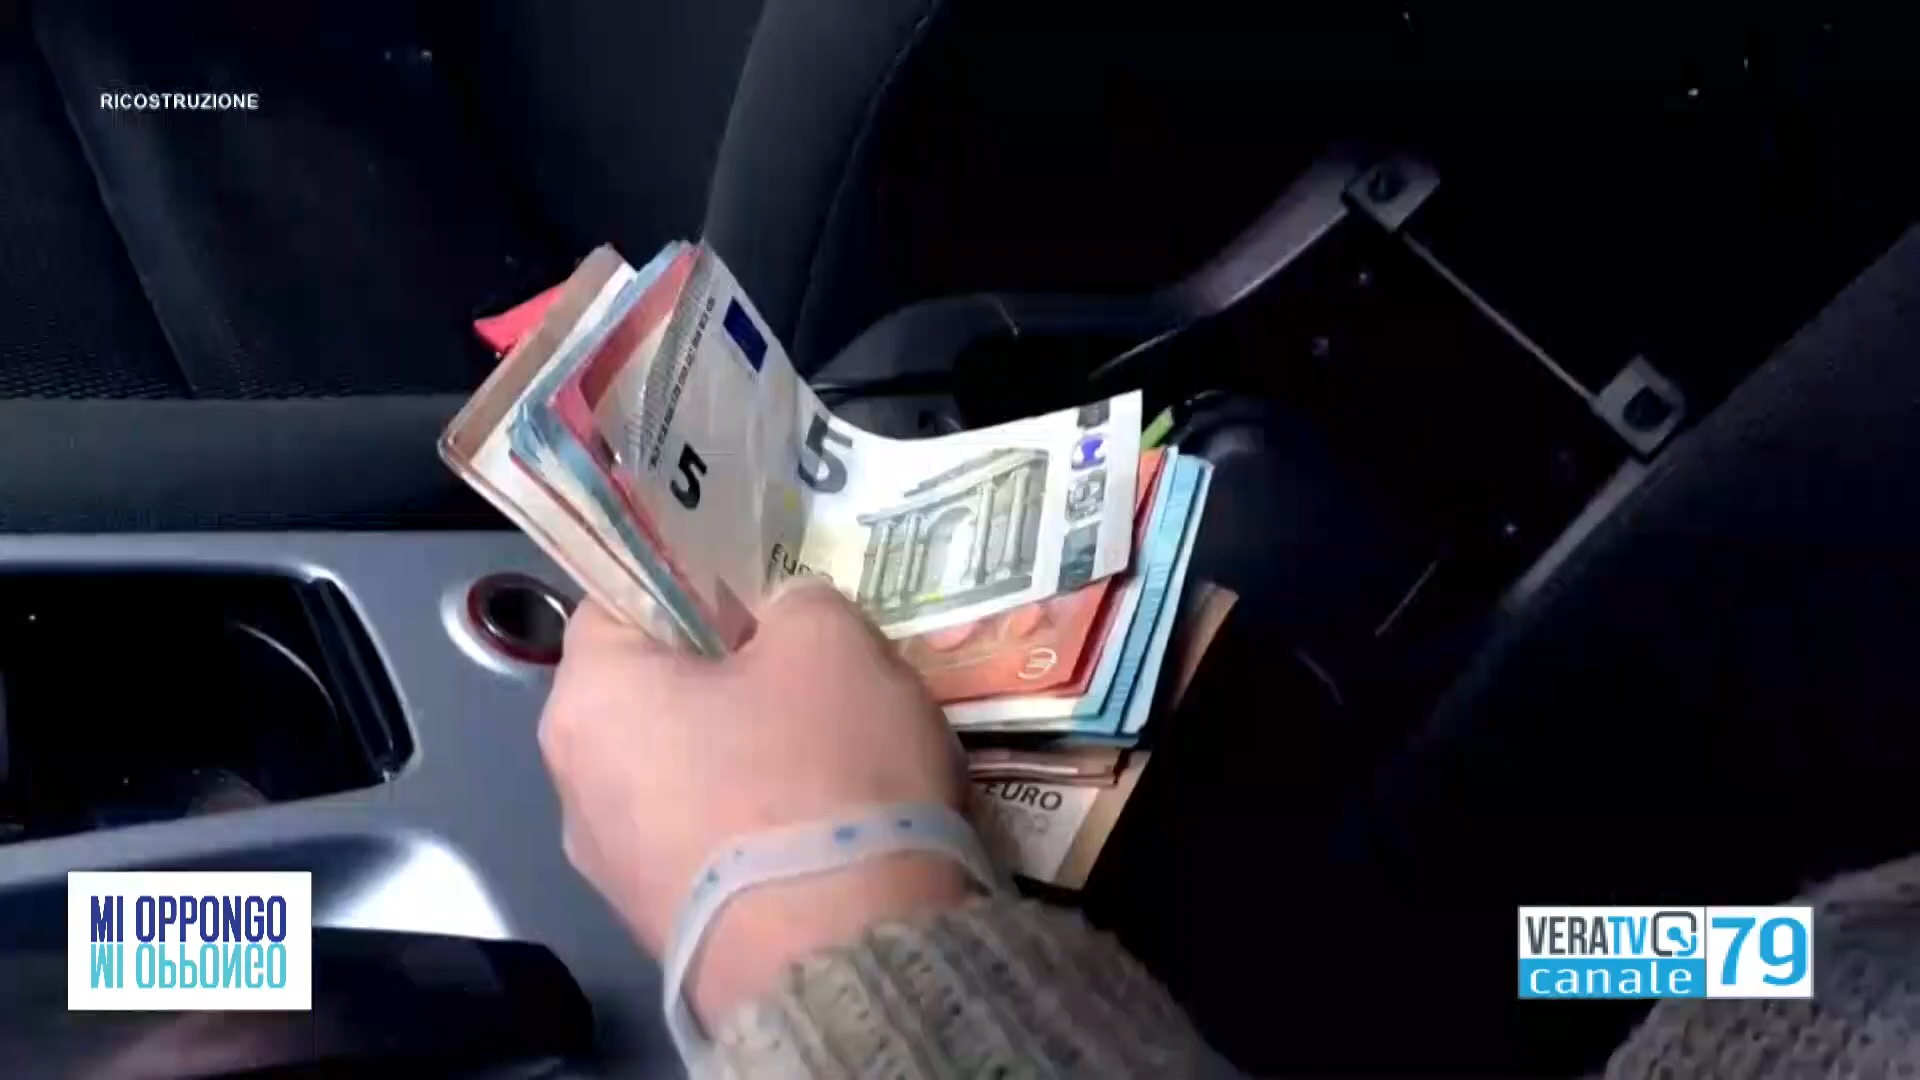 RICOSTRUZIONE
5
5
EURO
EURO
MI OPPONGO
MI OPPONGO
VERATV
canale
79